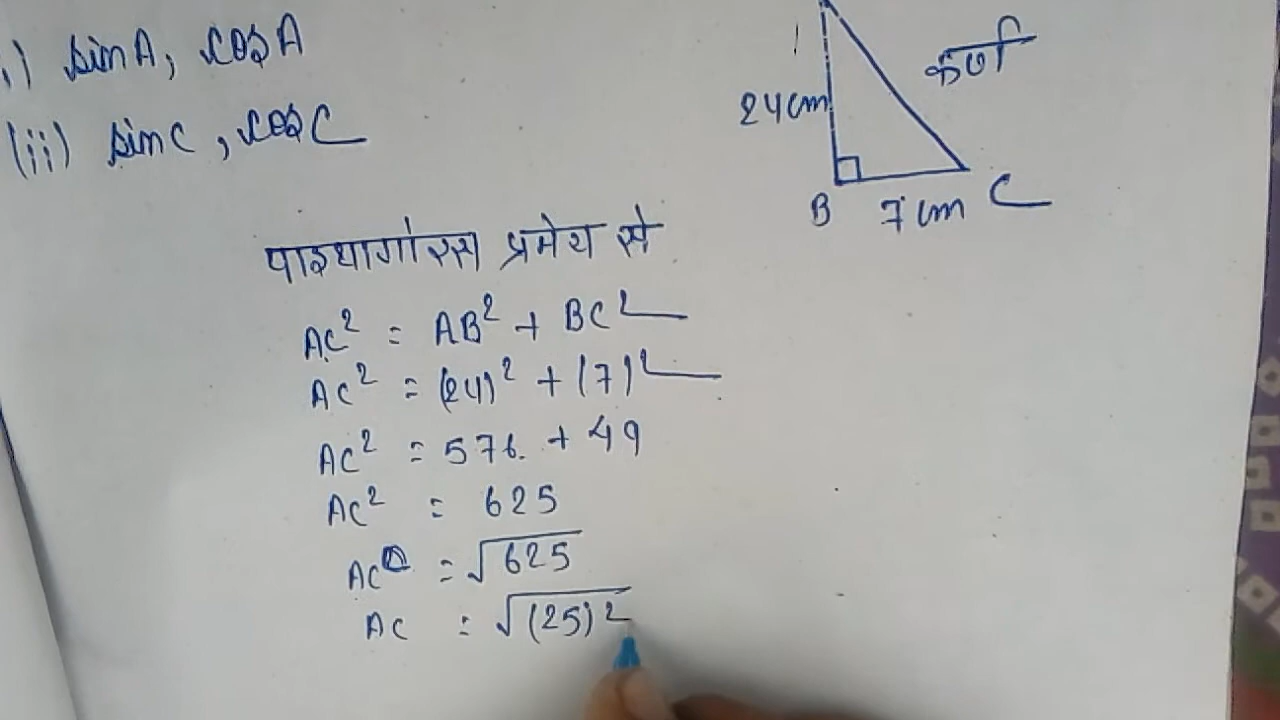 i) sinA, cosA
(ii) sinC, cosC
24cm
कर्ण
B 7cm C
पाइथागोरस प्रमेय से
AC² = AB² + BC²
AC² = (24)² + (7)²
AC² = 576 + 49
AC² = 625
AC = √625
AC = √(25)²